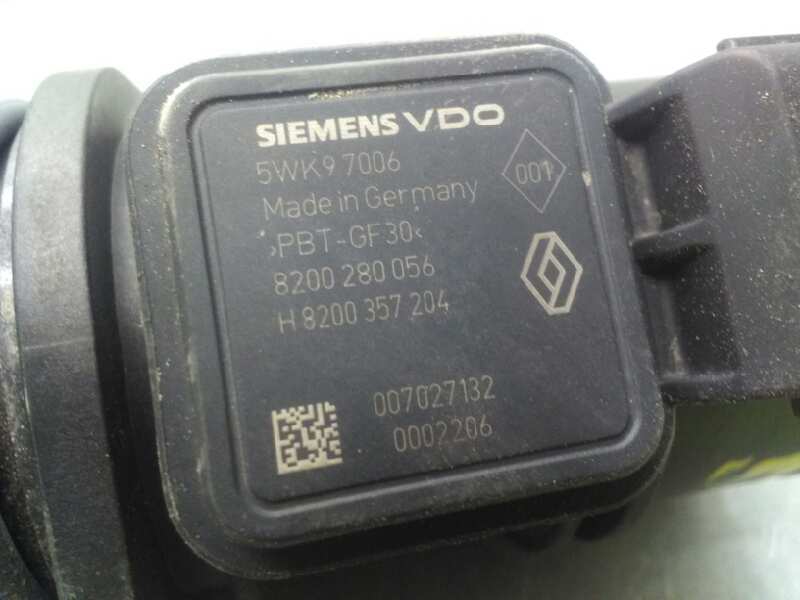 SIEMENS VDO
5WK9 7006
001
Made in Germany
>PBT-GF30<
8200 280 056
H 8200 357 204
007027132
0002206